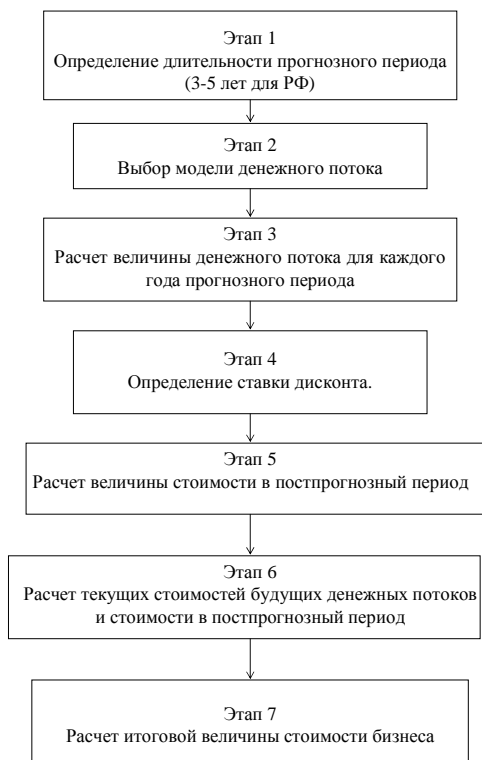 Этап 1
Определение длительности прогнозного периода
(3-5 лет для РФ)
Этап 2
Выбор модели денежного потока
Этап 3
Расчет величины денежного потока для каждого
года прогнозного периода
Этап 4
Определение ставки дисконта.
Этап 5
Расчет величины стоимости в постпрогнозный период
Этап 6
Расчет текущих стоимостей будущих денежных потоков
и стоимости в постпрогнозный период
Этап 7
Расчет итоговой величины стоимости бизнеса